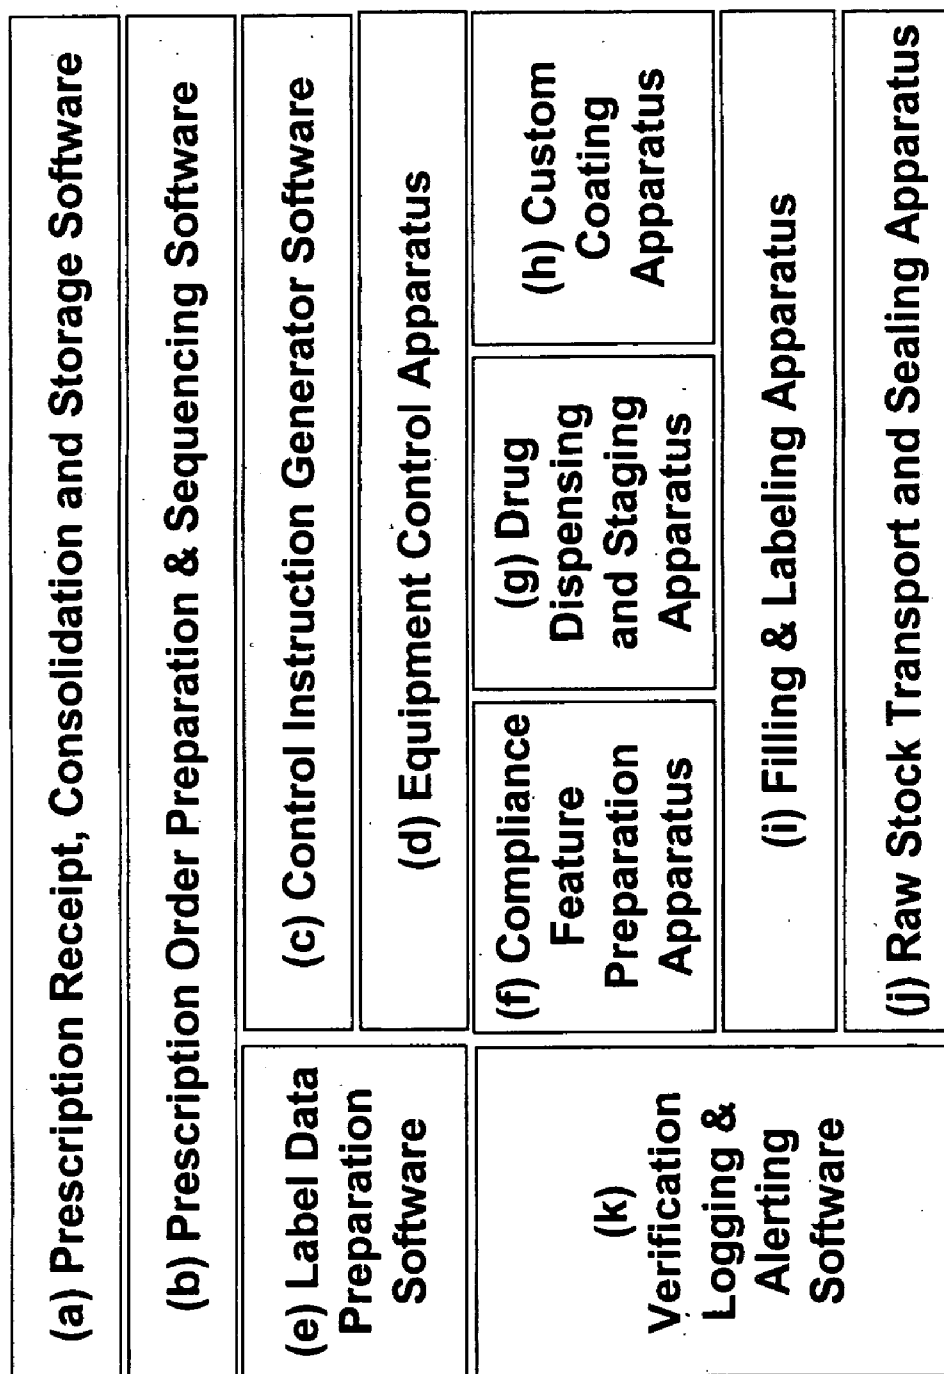 (a) Prescription Receipt, Consolidation and Storage Software
(b) Prescription Order Preparation & Sequencing Software
(e) Label Data
Preparation
Software
(c) Control Instruction Generator Software
(d) Equipment Control Apparatus
(k)
Verification
Logging &
Alerting
Software
(f) Compliance
Feature
Preparation
Apparatus
(g) Drug
Dispensing
and Staging
Apparatus
(h) Custom
Coating
Apparatus
(i) Filling & Labeling Apparatus
(j) Raw Stock Transport and Sealing Apparatus